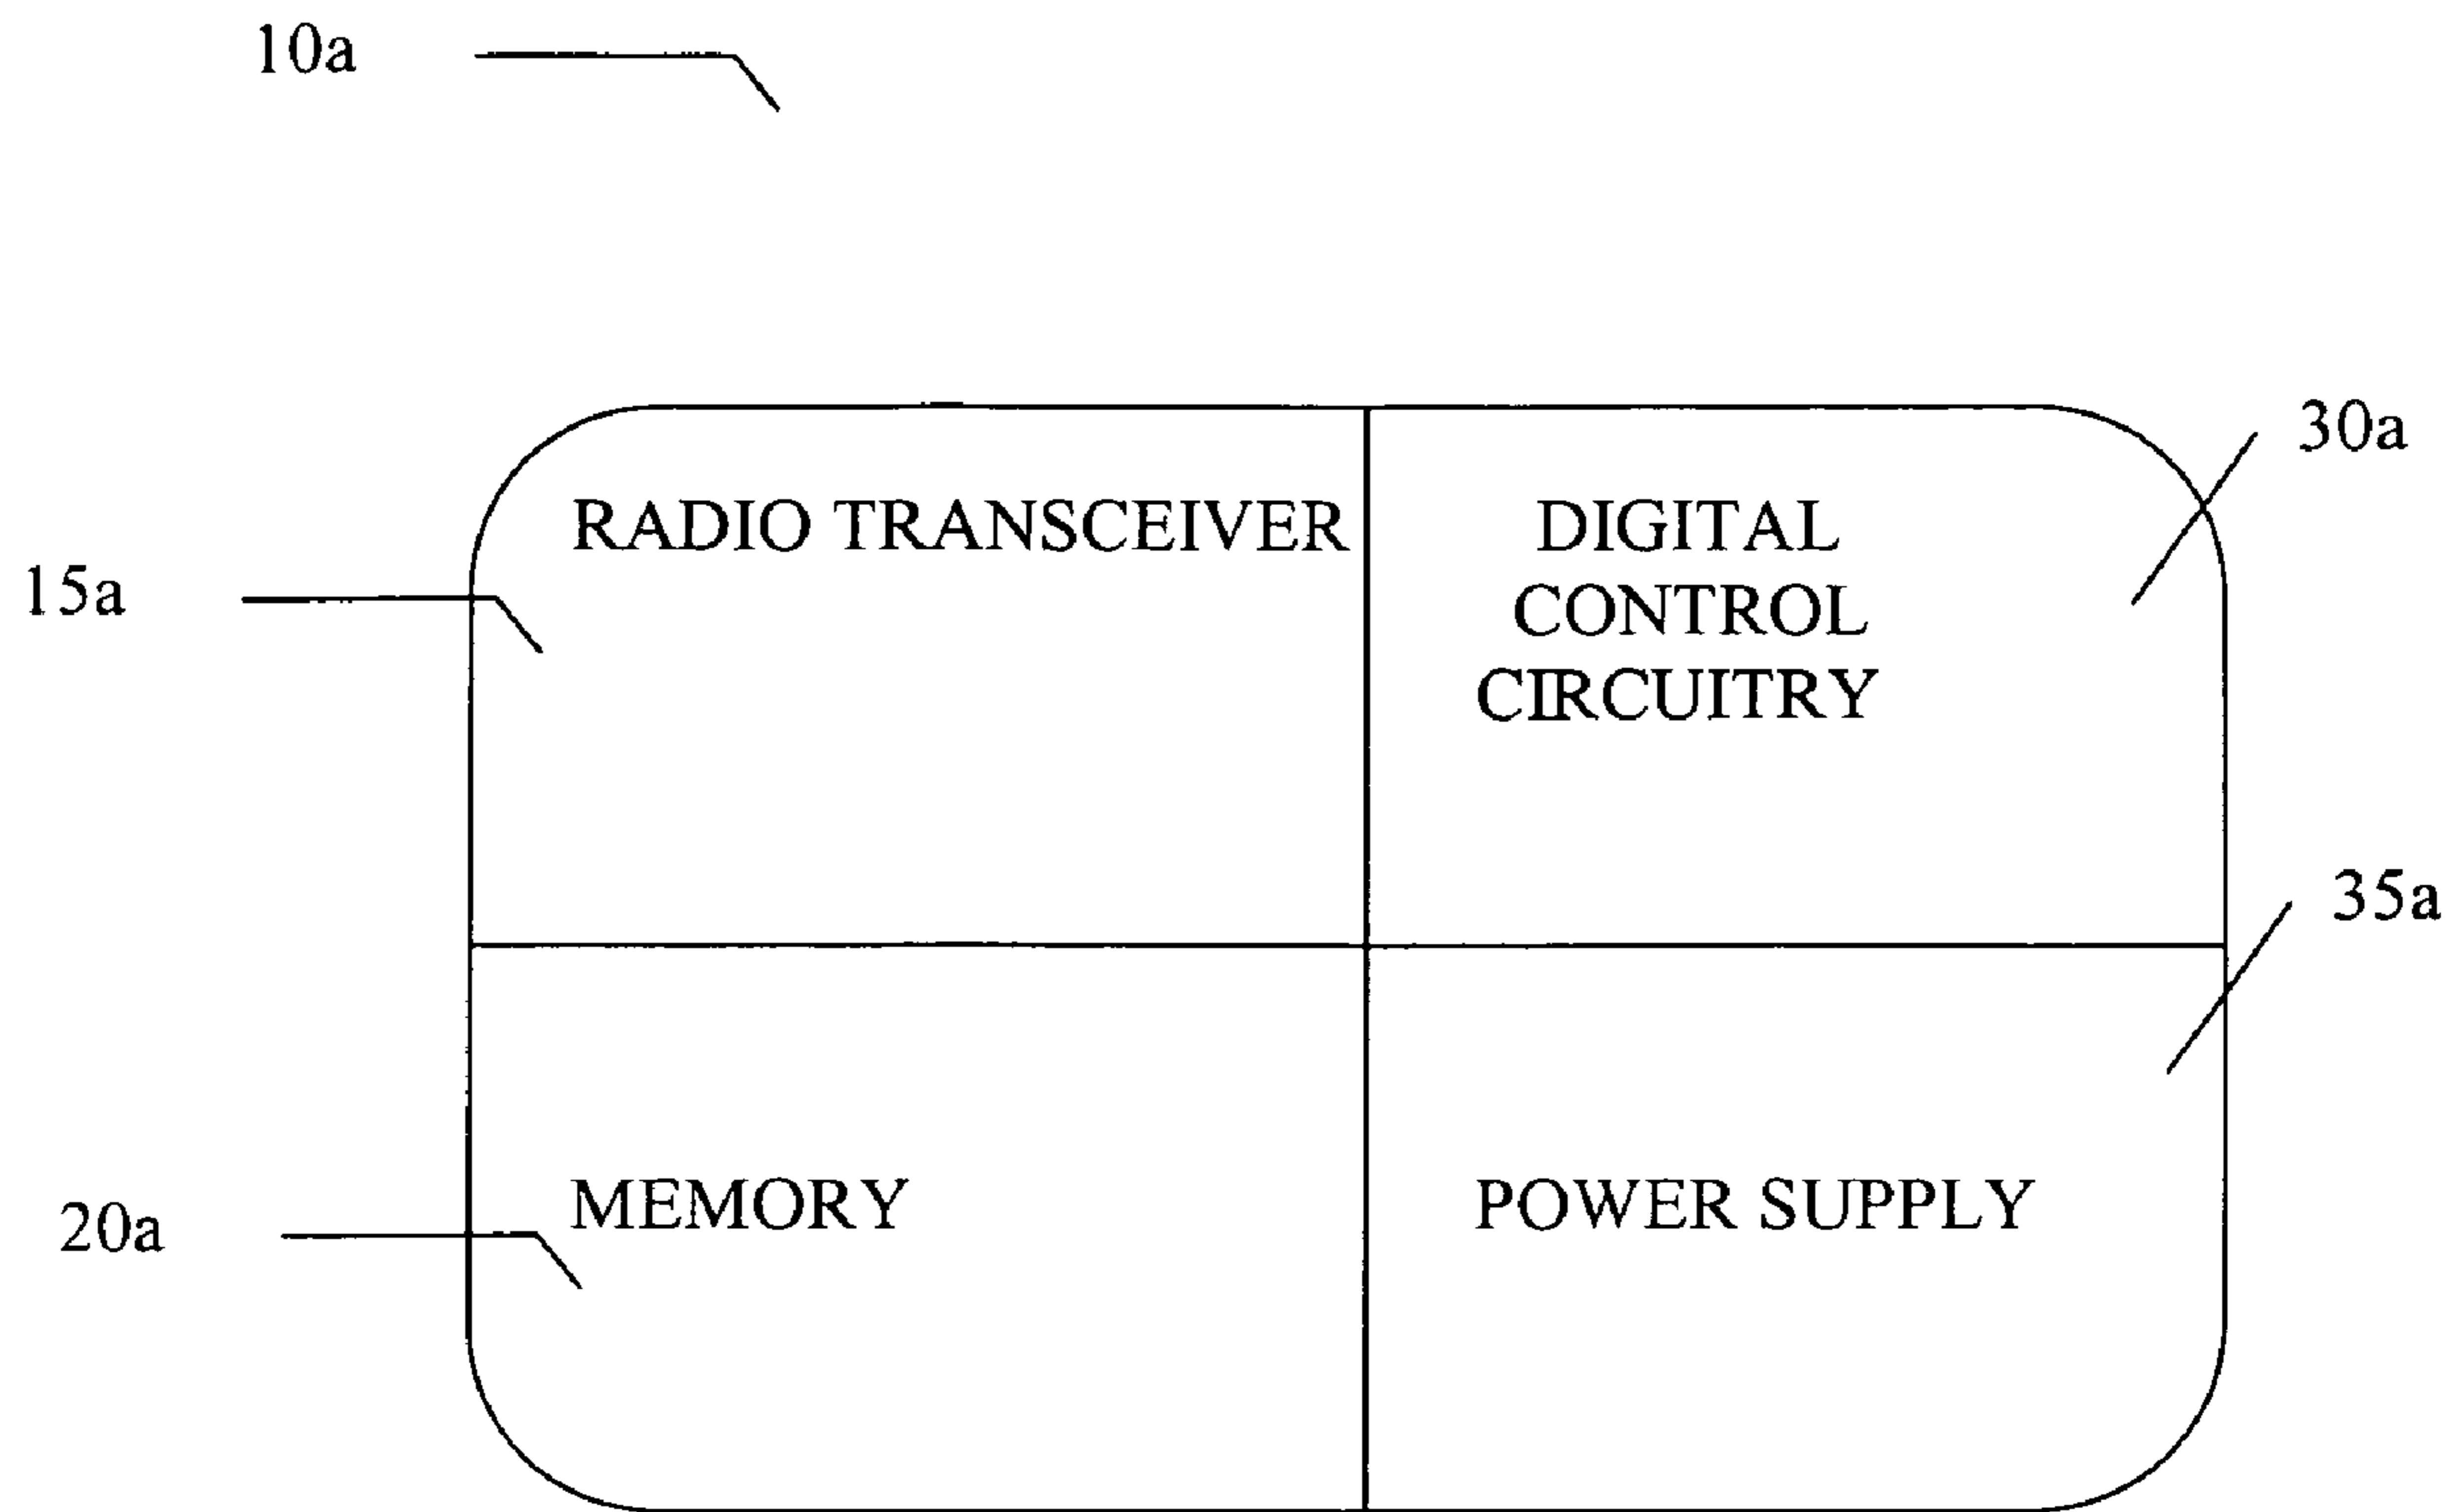 10a
30a
RADIO TRANSCEIVER
DIGITAL
CONTROL
CIRCUITRY
15a
35a
MEMORY
POWER SUPPLY
20a